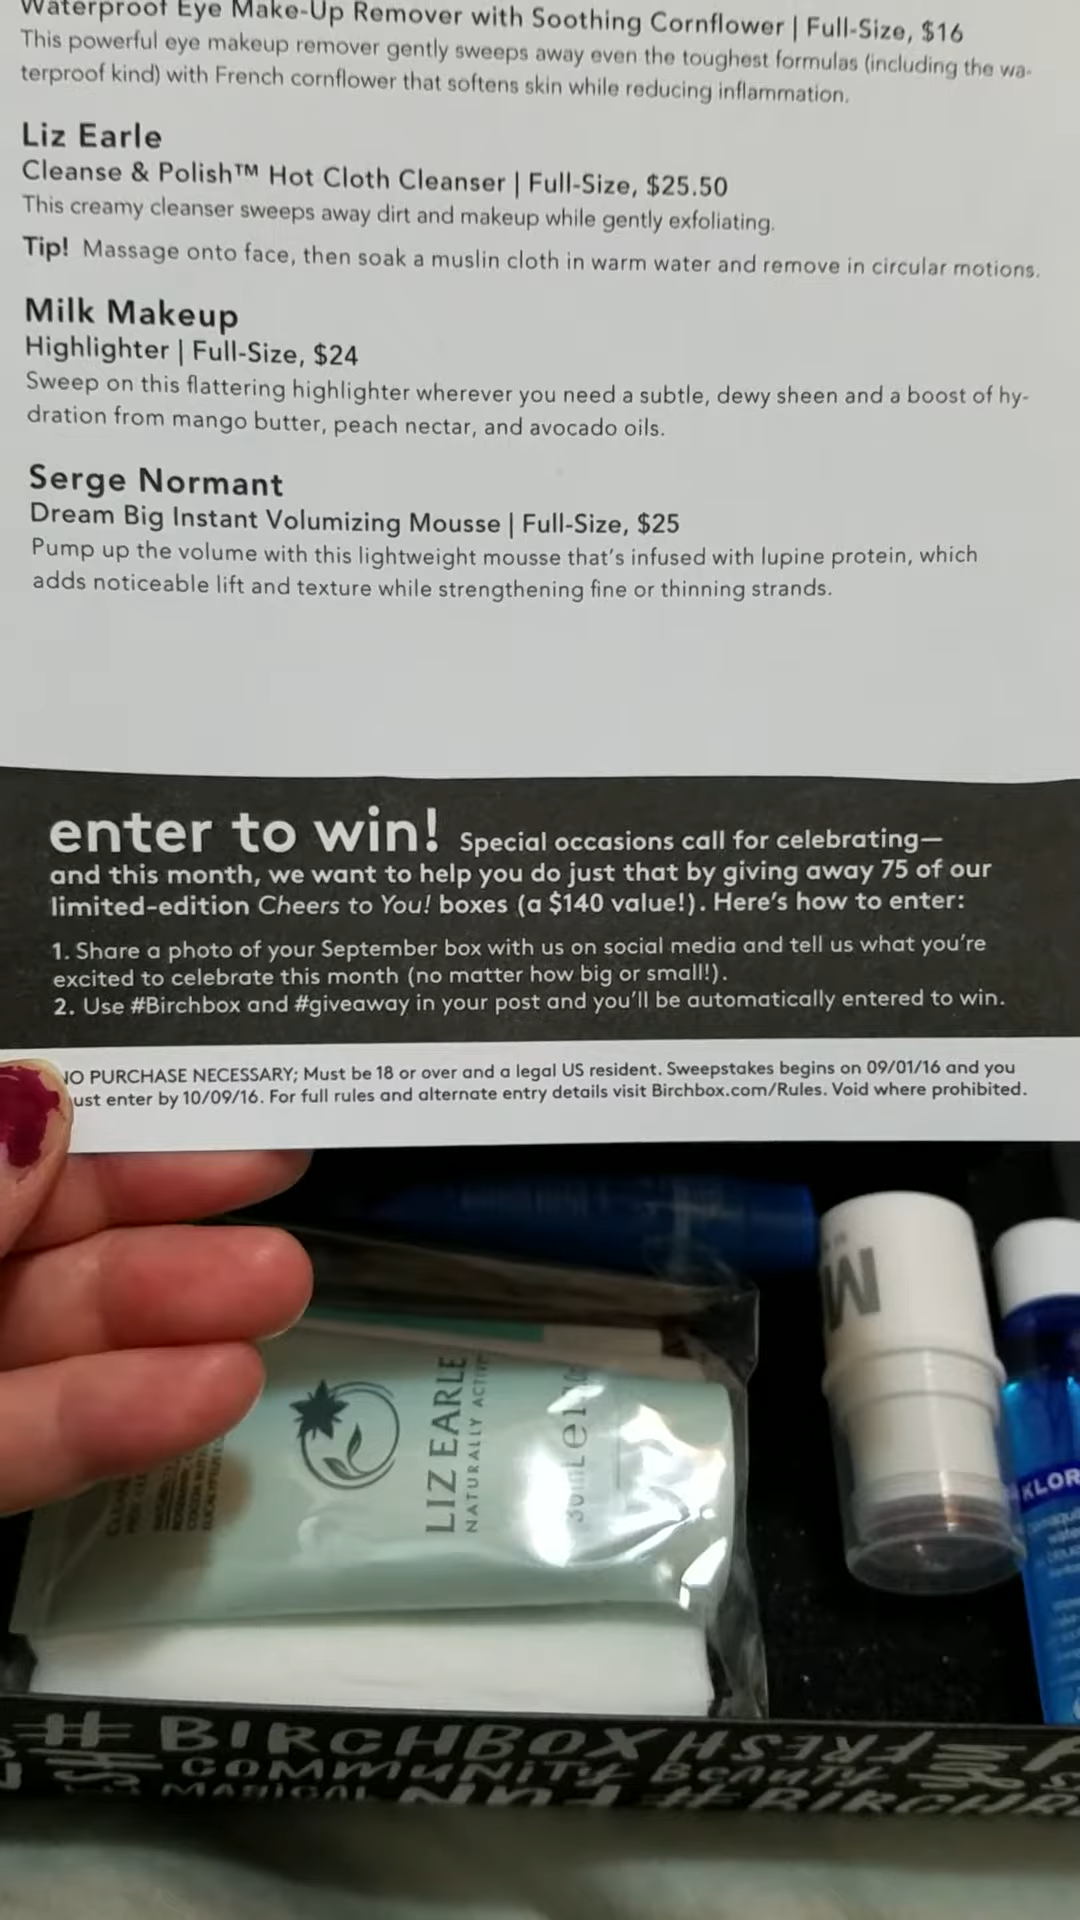 Waterproof Eye Make-Up Remover with Soothing Cornflower | Full-Size, $16
This powerful eye makeup remover gently sweeps away even the toughest formulas (including the wa-
terproof kind) with French cornflower that softens skin while reducing inflammation.
Liz Earle
Cleanse & Polish™ Hot Cloth Cleanser | Full-Size, $25.50
This creamy cleanser sweeps away dirt and makeup while gently exfoliating.
Tip! Massage onto face, then soak a muslin cloth in warm water and remove in circular motions.
Milk Makeup
Highlighter | Full-Size, $24
Sweep on this flattering highlighter wherever you need a subtle, dewy sheen and a boost of hy-
dration from mango butter, peach nectar, and avocado oils.
Serge Normant
Dream Big Instant Volumizing Mousse | Full-Size, $25
Pump up the volume with this lightweight mousse that's infused with lupine protein, which
adds noticeable lift and texture while strengthening fine or thinning strands.
enter to win! Special occasions call for celebrating—
and this month, we want to help you do just that by giving away 75 of our
limited-edition Cheers to You! boxes (a $140 value!). Here's how to enter:
1. Share a photo of your September box with us on social media and tell us what you're
excited to celebrate this month (no matter how big or small!).
2. Use #Birchbox and #giveaway in your post and you'll be automatically entered to win.
NO PURCHASE NECESSARY; Must be 18 or over and a legal US resident. Sweepstakes begins on 09/01/16 and you
ust enter by 10/09/16. For full rules and alternate entry details visit Birchbox.com/Rules. Void where prohibited.
LIZ EARLE
NATURALLY ACTIV
M
KLOR
# BIRCHBOX FRESH
COMMUNITY BEAUTY
MAGICAL FUN # BIRCHB